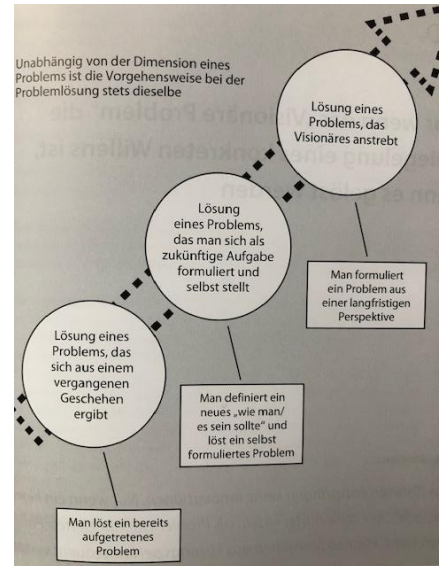 Unabhängig von der Dimension eines
Problems ist die Vorgehensweise bei der
Problemlösung stets dieselbe
Lösung eines
Problems, das
Visionäres anstrebt
Lösung
eines Problems,
das man sich als
zukünftige Aufgabe
formuliert und
selbst stellt
Man formuliert
ein Problem aus
einer langfristigen
Perspektive
Lösung eines
Problems, das
sich aus einem
vergangenen
Geschehen
ergibt
Man definiert ein
neues „wie man/
es sein sollte“ und
löst ein selbst
formuliertes Problem
Man löst ein bereits
aufgetretenes
Problem